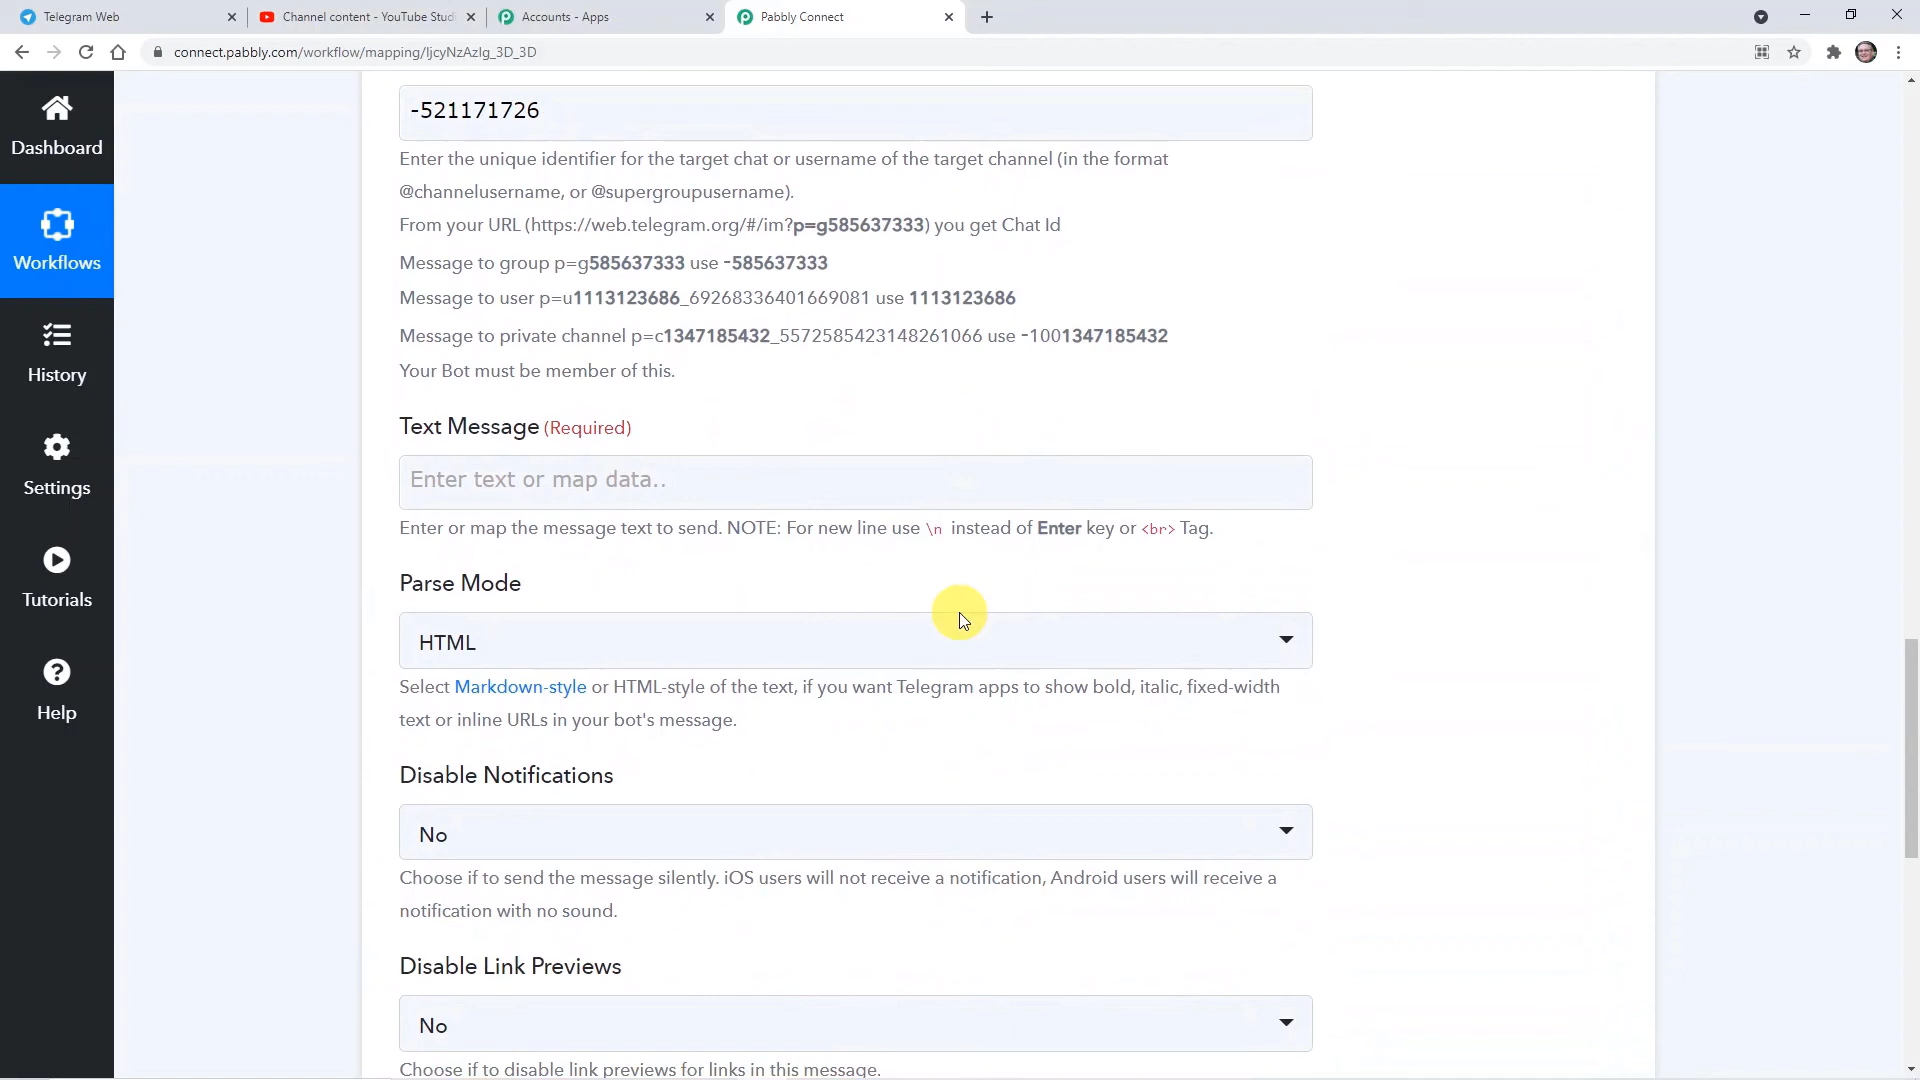 Telegram Web
Channel content - YouTube Studi
Accounts - Apps
Pabbly Connect
connect.pabbly.com/workflow/mapping/IjcyNzAzIg_3D_3D
Dashboard
Workflows
History
Settings
Tutorials
Help
-521171726
Enter the unique identifier for the target chat or username of the target channel (in the format
@channelusername, or @supergroupusername).
From your URL (https://web.telegram.org/#/im?p=g585637333) you get Chat Id
Message to group p=g585637333 use -585637333
Message to user p=u1113123686_69268336401669081 use 1113123686
Message to private channel p=c1347185432_5572585423148261066 use -1001347185432
Your Bot must be member of this.
Text Message (Required)
Enter text or map data..
Enter or map the message text to send. NOTE: For new line use \n instead of Enter key or <br> Tag.
Parse Mode
HTML
Select Markdown-style or HTML-style of the text, if you want Telegram apps to show bold, italic, fixed-width
text or inline URLs in your bot's message.
Disable Notifications
No
Choose if to send the message silently. iOS users will not receive a notification, Android users will receive a
notification with no sound.
Disable Link Previews
No
Choose if to disable link previews for links in this message.